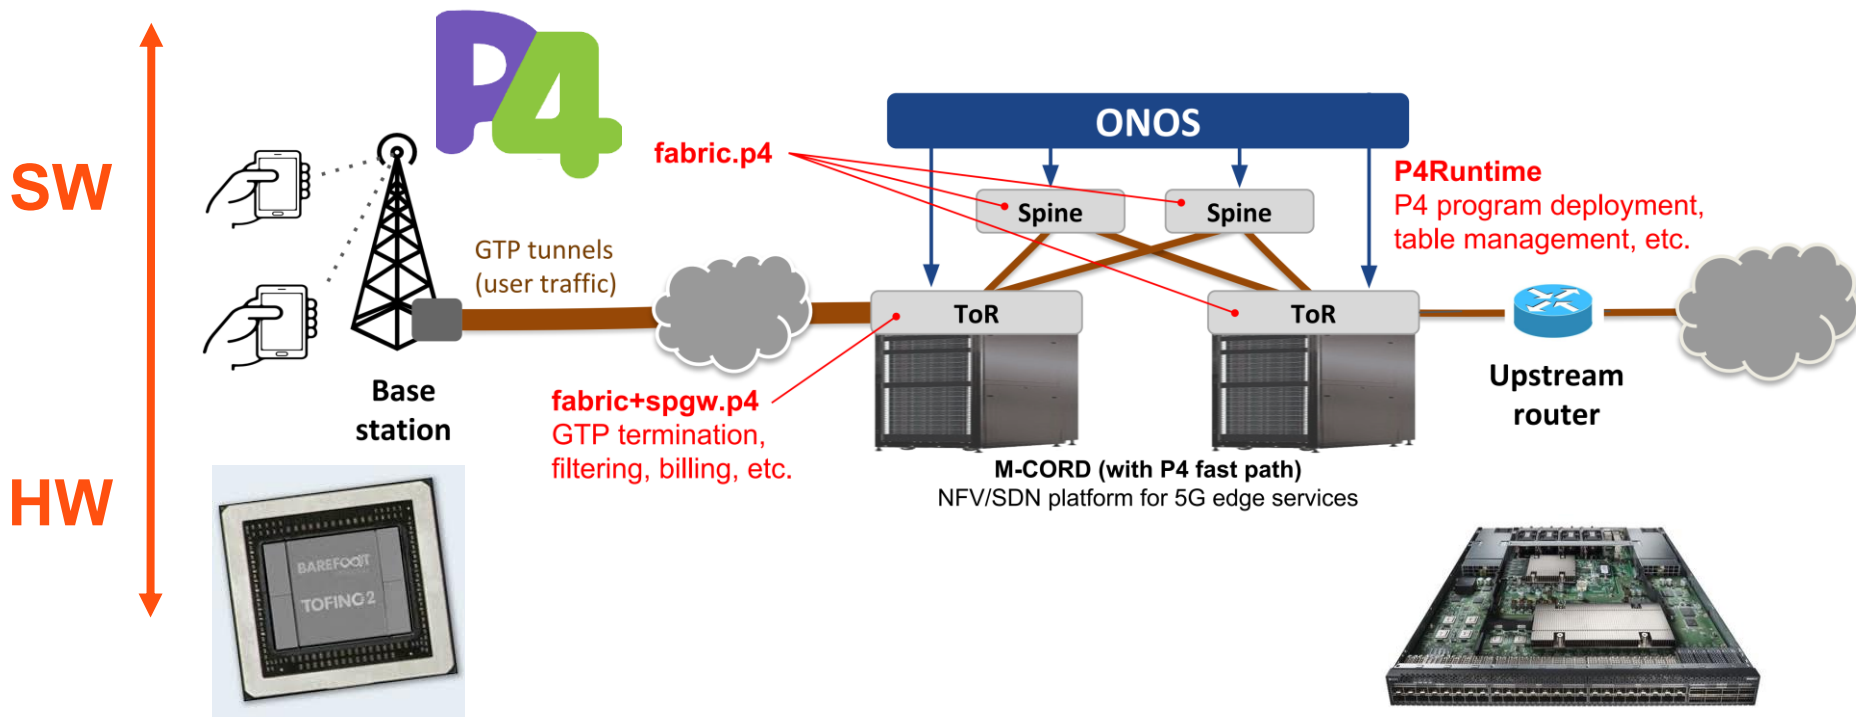 SW
HW
P4
ONOS
fabric.p4
Spine
Spine
P4Runtime
P4 program deployment,
table management, etc.
GTP tunnels
(user traffic)
ToR
ToR
Base
station
fabric+spgw.p4
GTP termination,
filtering, billing, etc.
Upstream
router
M-CORD (with P4 fast path)
NFV/SDN platform for 5G edge services
BAREFOOT
TOFINO 2